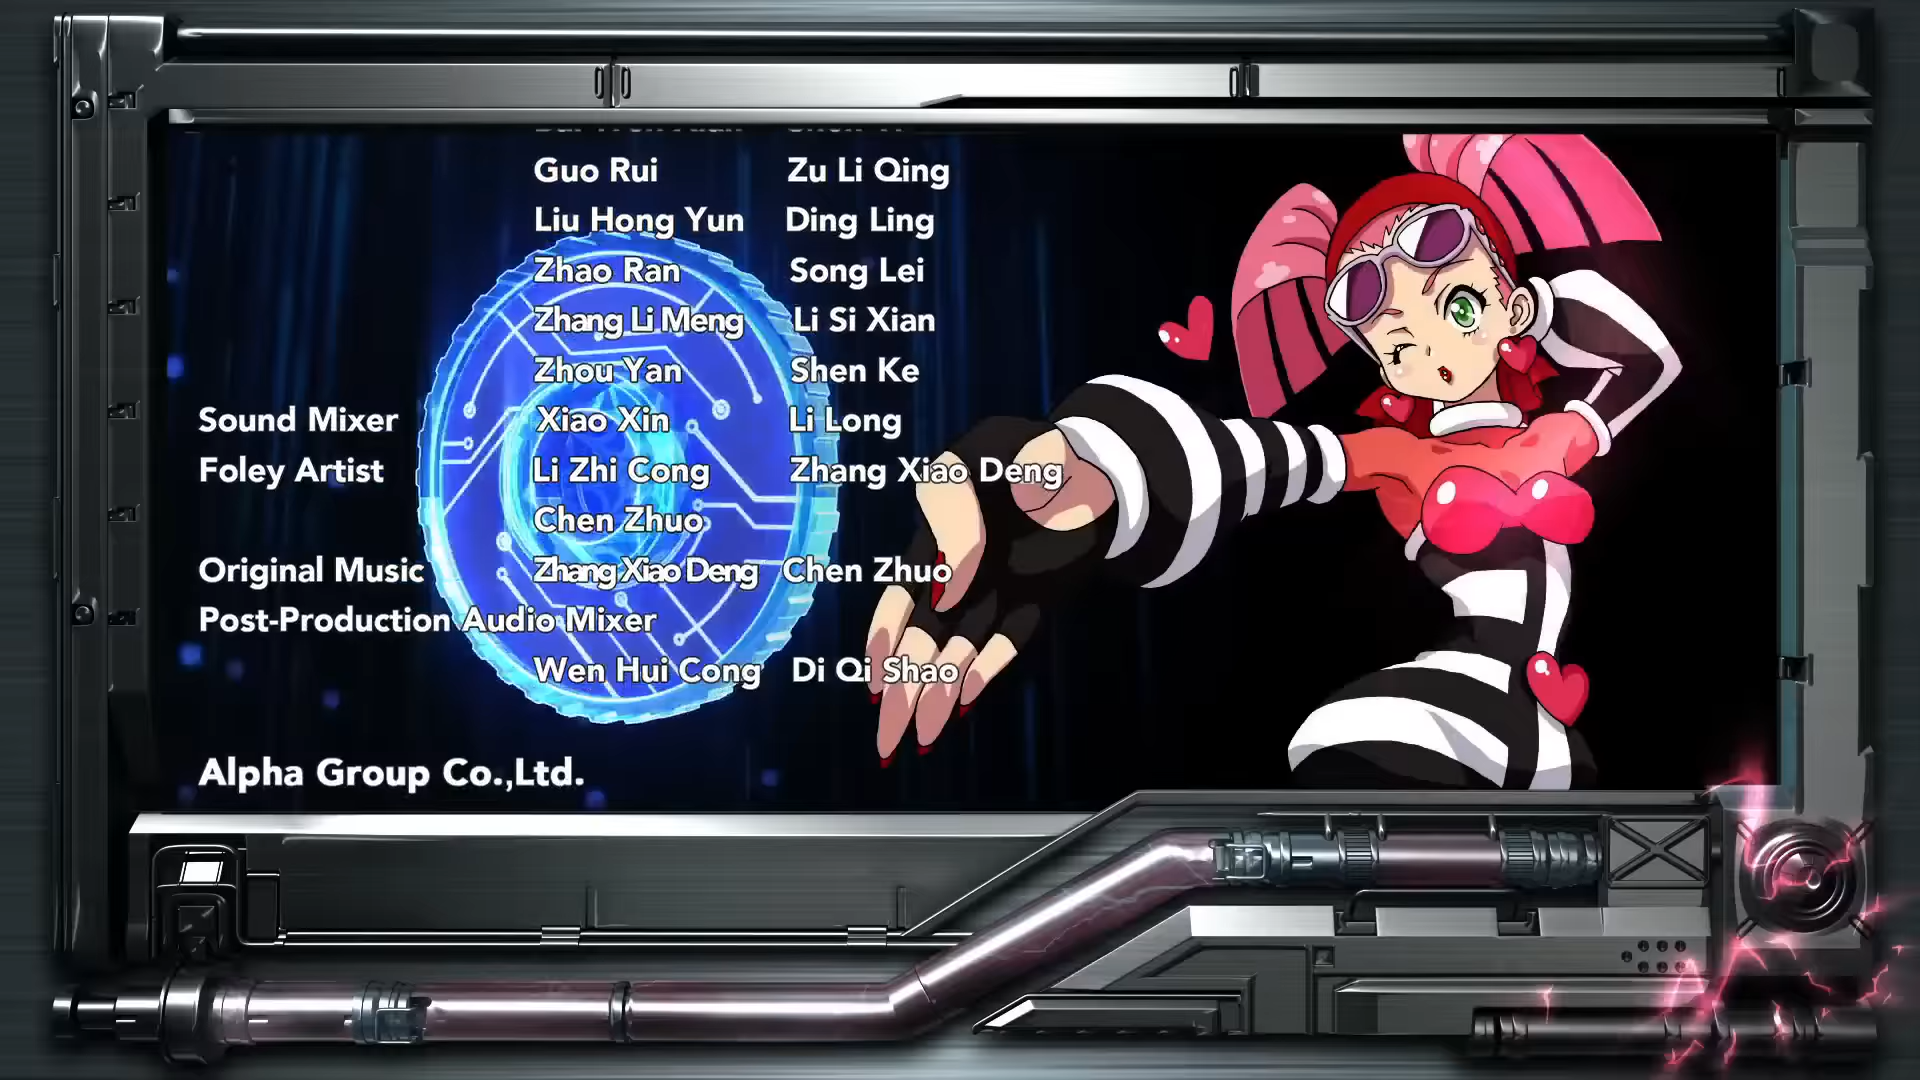 Guo Rui Zu Li Qing
Liu Hong Yun Ding Ling
Zhao Ran Song Lei
Zhang Li Meng Li Si Xian
Zhou Yan Shen Ke
Sound Mixer Xiao Xin Li Long
Foley Artist Li Zhi Cong Zhang Xiao Deng
Chen Zhuo
Original Music Zhang Xiao Deng Chen Zhuo
Post-Production Audio Mixer
Wen Hui Cong Di Qi Shao
Alpha Group Co.,Ltd.